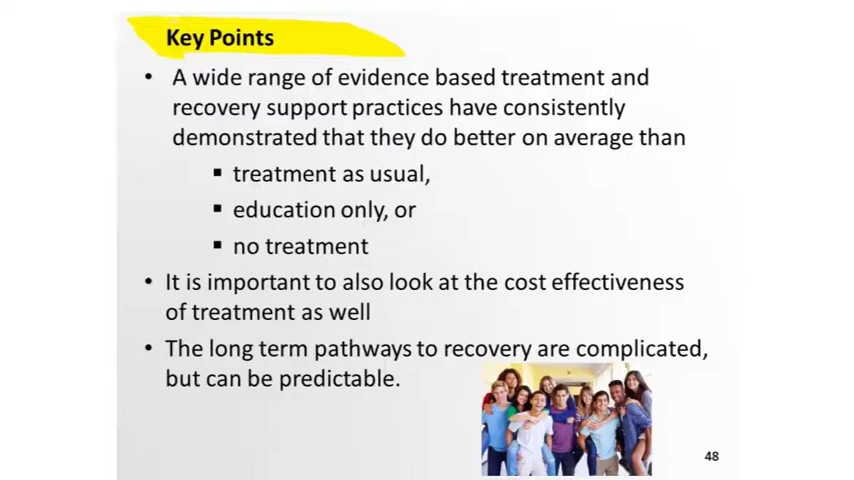 Key Points
• A wide range of evidence based treatment and
recovery support practices have consistently
demonstrated that they do better on average than
▪ treatment as usual,
▪ education only, or
▪ no treatment
• It is important to also look at the cost effectiveness
of treatment as well
• The long term pathways to recovery are complicated,
but can be predictable.
48